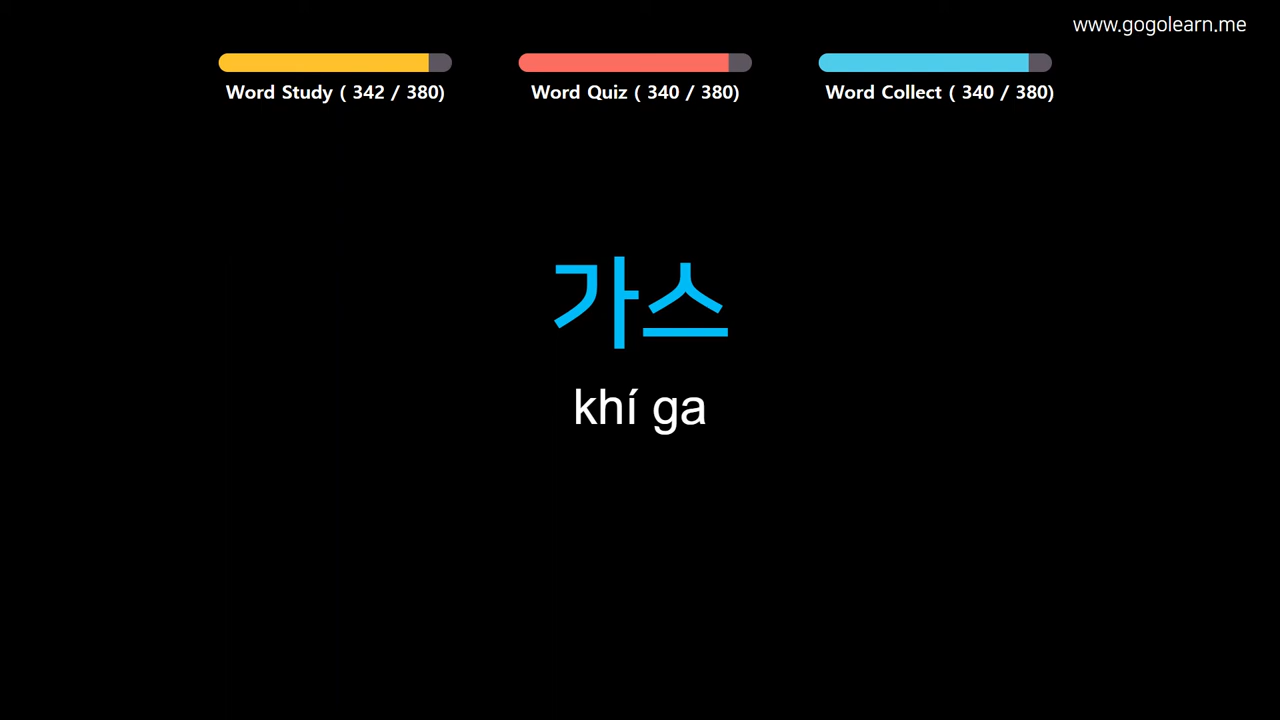 www.gogolearn.me
Word Study ( 342 / 380)
Word Quiz ( 340 / 380)
Word Collect ( 340 / 380)
가스
khí ga